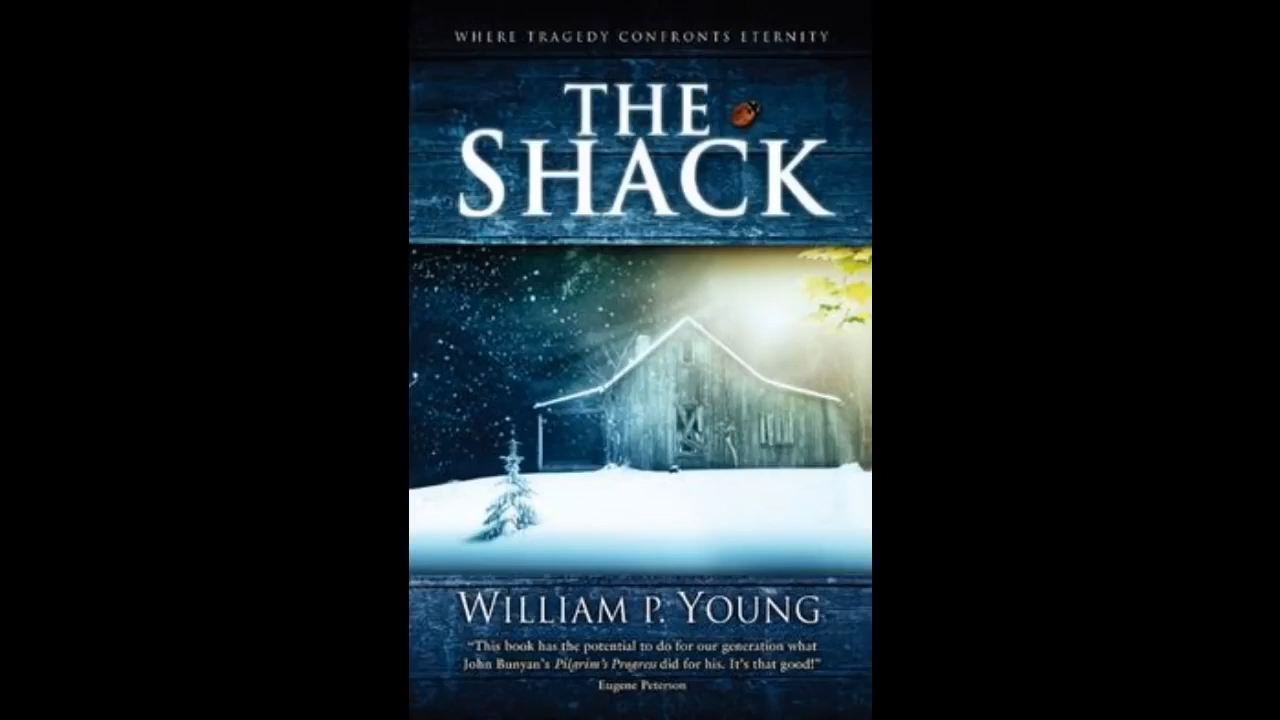 WHERE TRAGEDY CONFRONTS ETERNITY
THE
SHACK
WILLIAM P. YOUNG
“This book has the potential to do for our generation what
John Bunyan’s Pilgrim’s Progress did for his. It’s that good!”
Eugene Peterson